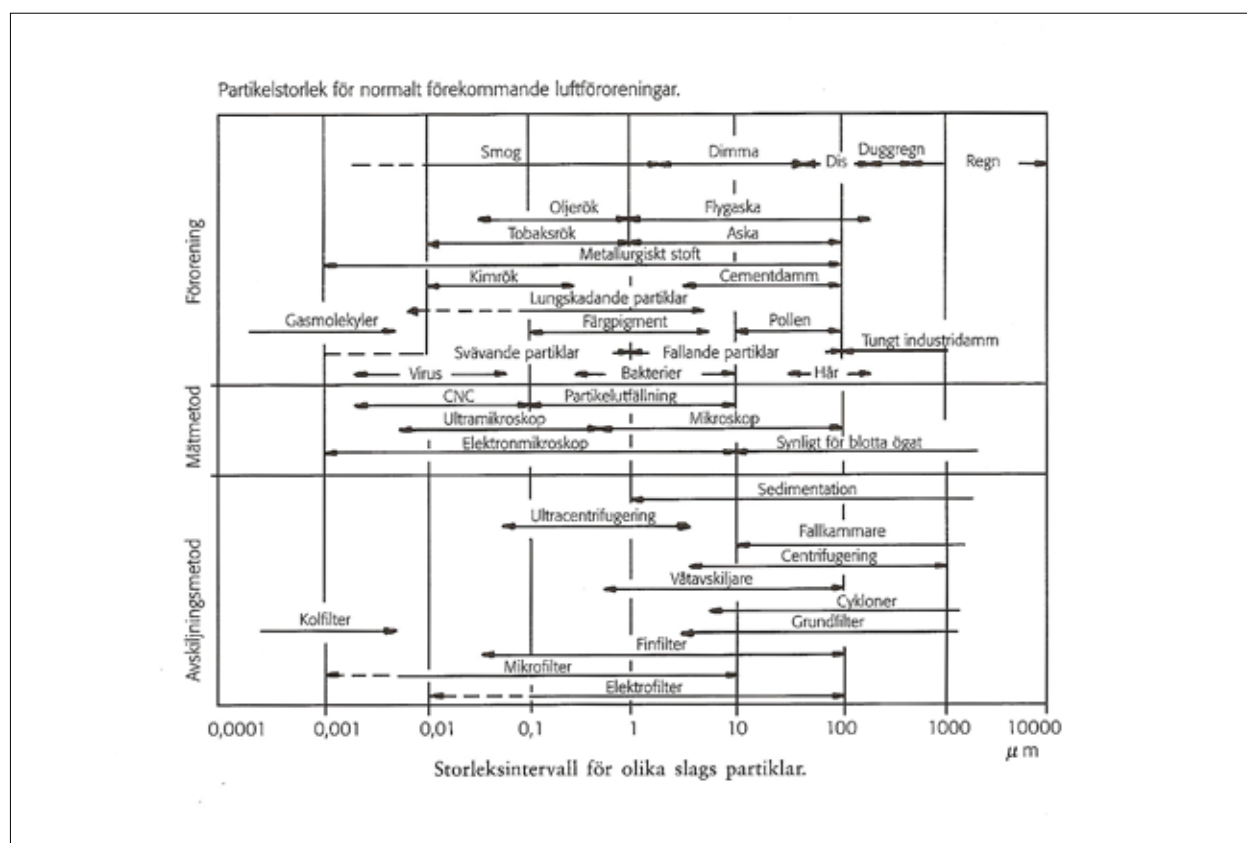 Partikelstorlek för normalt förekommande luftföroreningar.
Smog Dimma Dis Duggregn Regn
Oljerök Flygaska
Tobaksrök Aska
Metallurgiskt stoft
Kimrök Cementdamm
Lungskadande partiklar
Gasmolekyler Färgpigment Pollen
Tungt industridamm
Svävande partiklar Fallande partiklar
Virus Bakterier Hår
Förorening
CNC Partikelutfällning
Ultramikroskop Mikroskop
Elektronmikroskop Synligt för blotta ögat
Mätmetod
Sedimentation
Ultracentrifugering
Fallkammare
Centrifugering
Våtavskiljare
Cykloner
Kolfilter Grundfilter
Finfilter
Mikrofilter
Elektrofilter
Avskiljningsmetod
0,0001 0,001 0,01 0,1 1 10 100 1000 10000
μ m
Storleksintervall för olika slags partiklar.